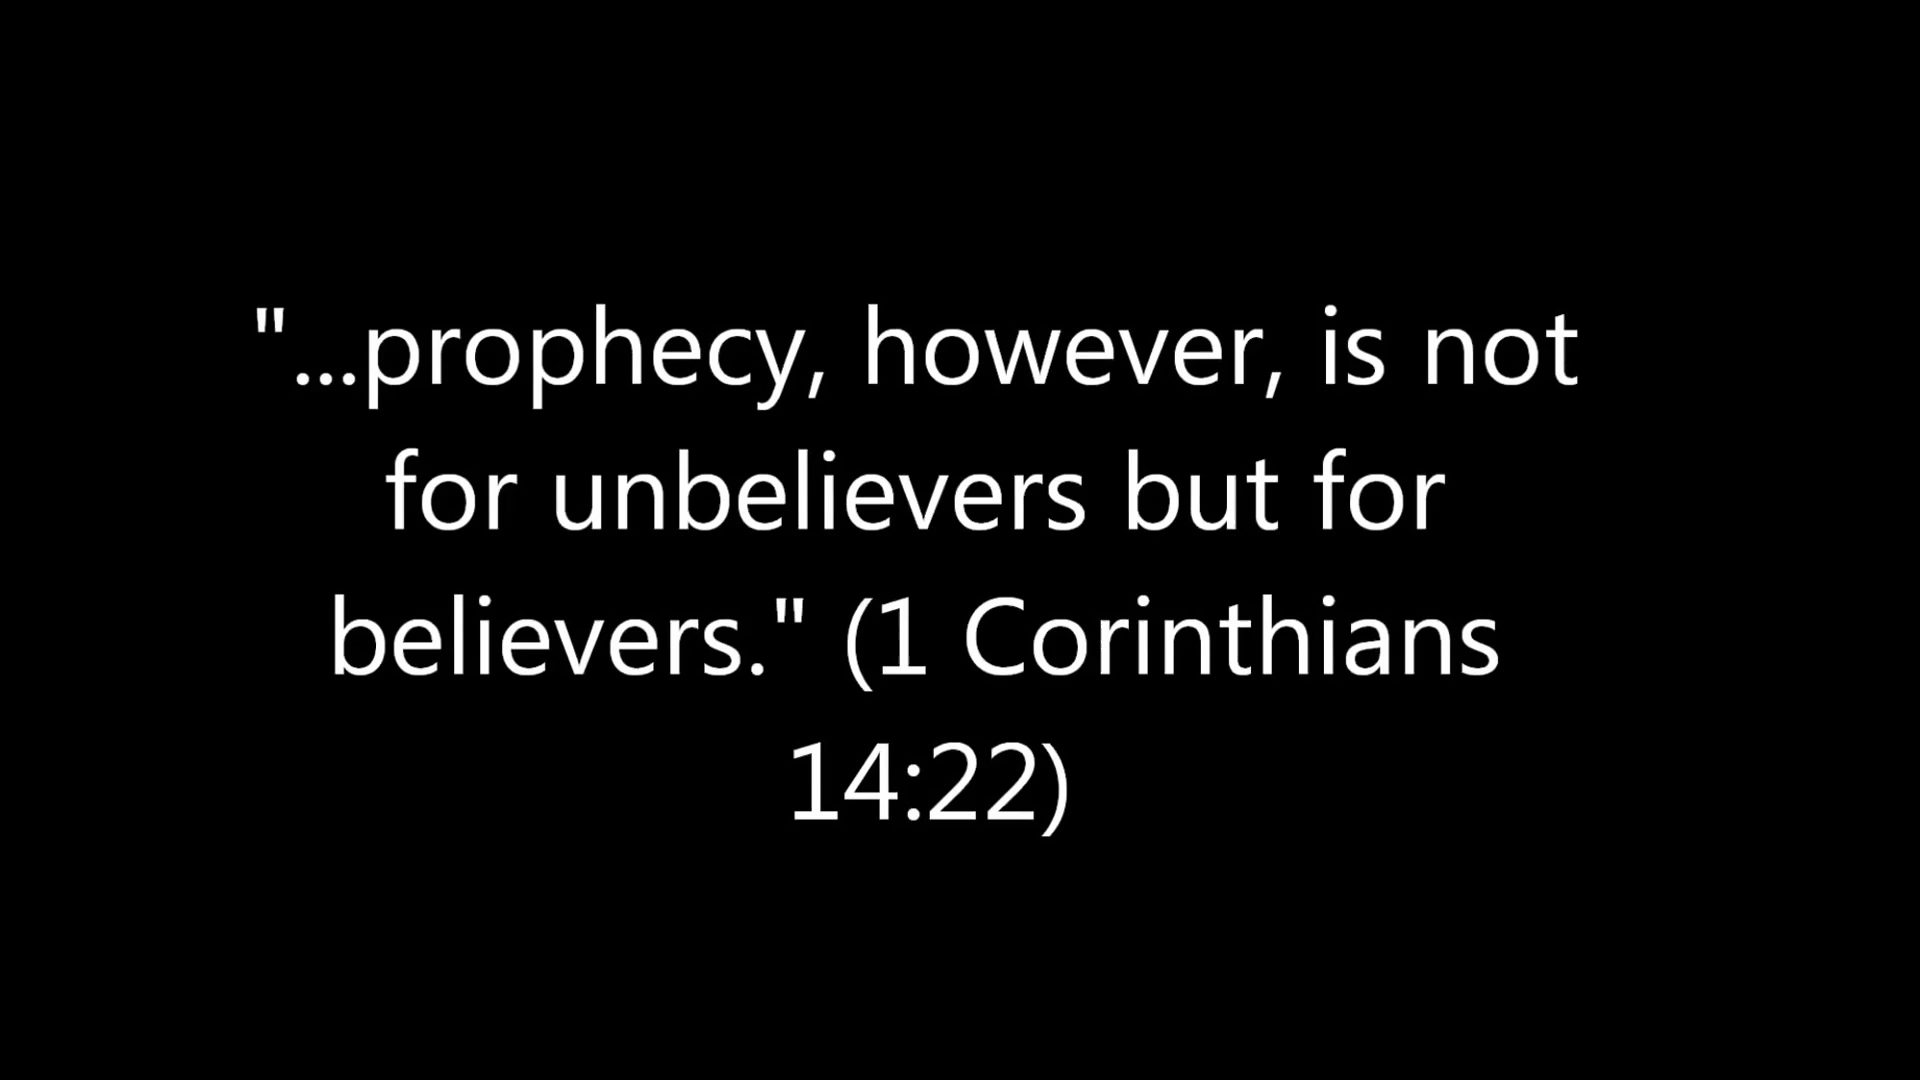 "...prophecy, however, is not
for unbelievers but for
believers." (1 Corinthians
14:22)